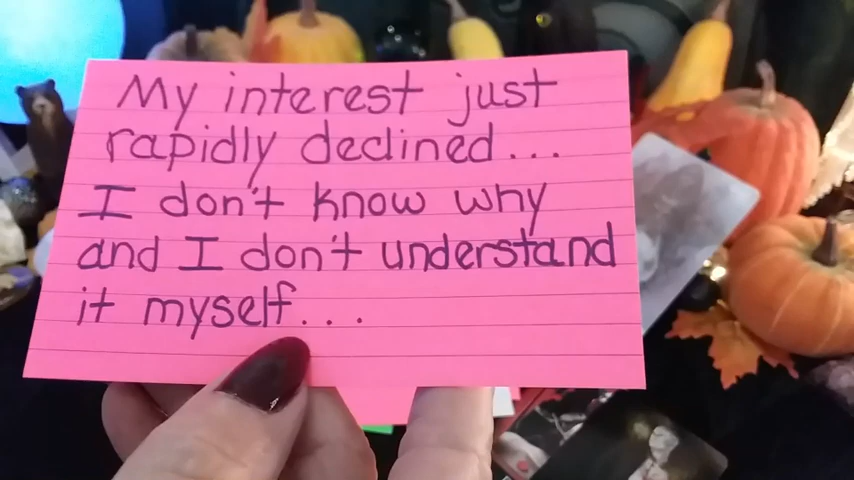 My interest just
rapidly declined...
I don't know why
and I don't understand
it myself...